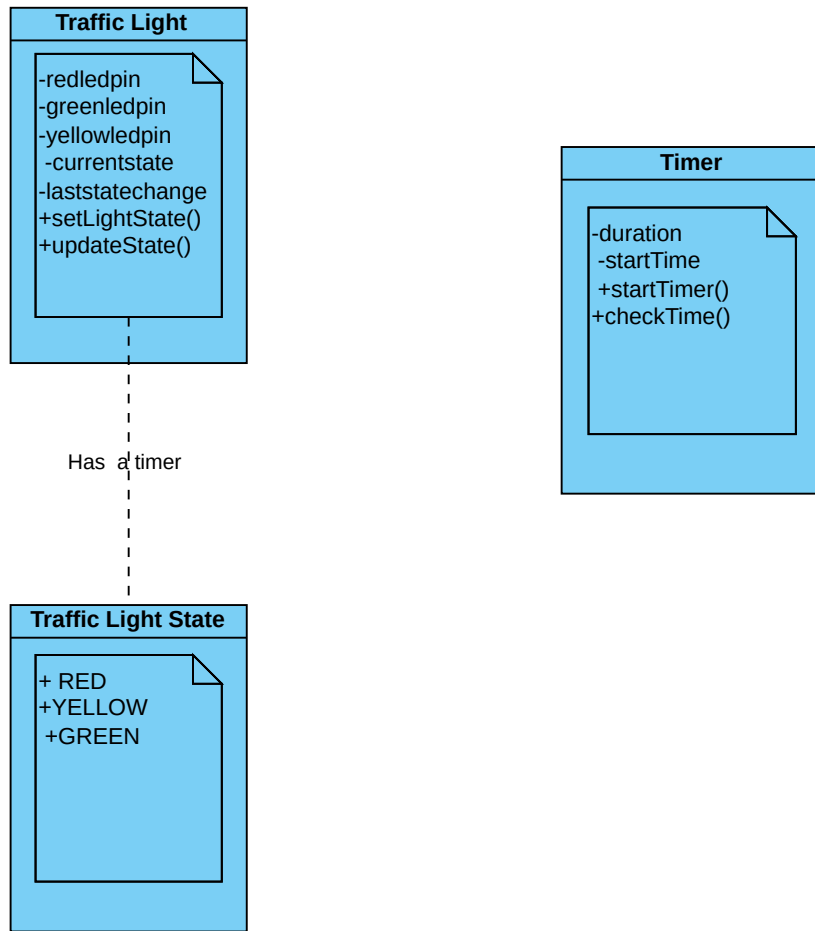 Traffic Light
-redledpin
-greenledpin
-yellowledpin
-currentstate
-laststatechange
+setLightState()
+updateState()
Timer
-duration
-startTime
+startTimer()
+checkTime()
Has a timer
Traffic Light State
+ RED
+YELLOW
+GREEN